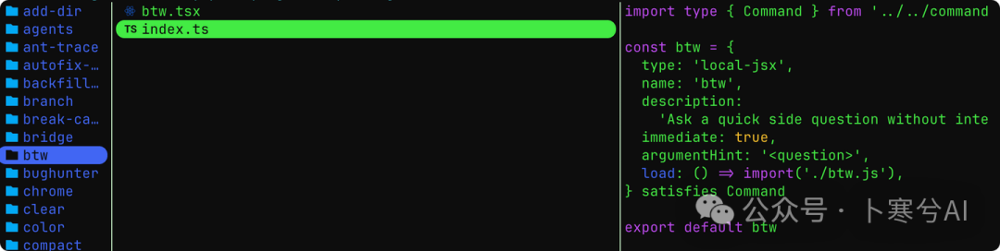 add-dir
agents
ant-trace
autofix-…
backfill…
branch
break-ca…
bridge
btw
bughunter
chrome
clear
color
compact
btw.tsx
TS index.ts
import type { Command } from '../../command
const btw = {
type: 'local-jsx',
name: 'btw',
description:
'Ask a quick side question without inte
immediate: true,
argumentHint: '<question>',
load: () => import('./btw.js'),
} satisfies Command
export default btw
公众号 · 卜寒兮AI